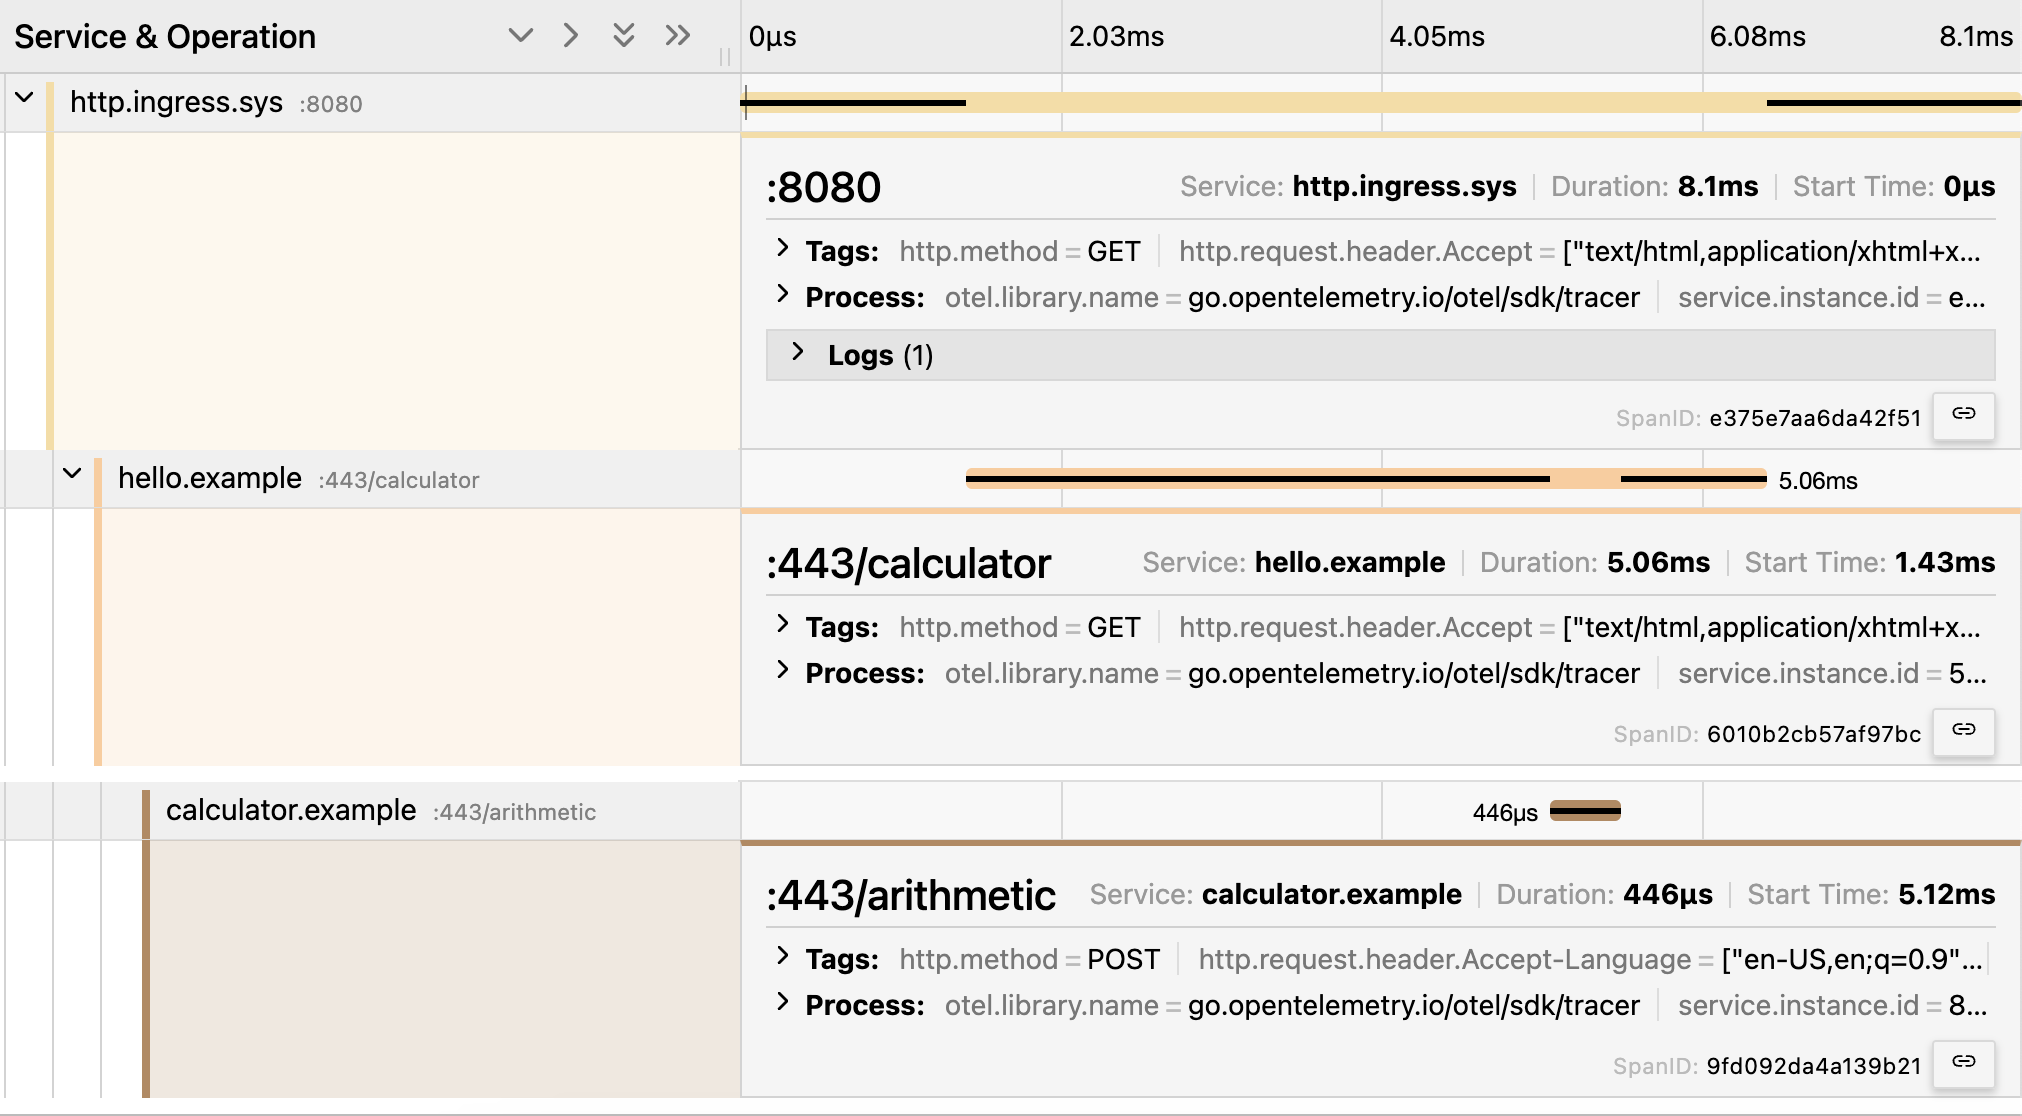 Service & Operation 0μs 2.03ms 4.05ms 6.08ms 8.1ms
http.ingress.sys :8080
:8080 Service: http.ingress.sys Duration: 8.1ms Start Time: 0μs
Tags: http.method = GET http.request.header.Accept = ["text/html,application/xhtml+x...
Process: otel.library.name = go.opentelemetry.io/otel/sdk/tracer service.instance.id = e...
Logs (1)
SpanID: e375e7aa6da42f51
hello.example :443/calculator 5.06ms
:443/calculator Service: hello.example Duration: 5.06ms Start Time: 1.43ms
Tags: http.method = GET http.request.header.Accept = ["text/html,application/xhtml+x...
Process: otel.library.name = go.opentelemetry.io/otel/sdk/tracer service.instance.id = 5...
SpanID: 6010b2cb57af97bc
calculator.example :443/arithmetic 446μs
:443/arithmetic Service: calculator.example Duration: 446μs Start Time: 5.12ms
Tags: http.method = POST http.request.header.Accept-Language = ["en-US,en;q=0.9"...
Process: otel.library.name = go.opentelemetry.io/otel/sdk/tracer service.instance.id = 8...
SpanID: 9fd092da4a139b21